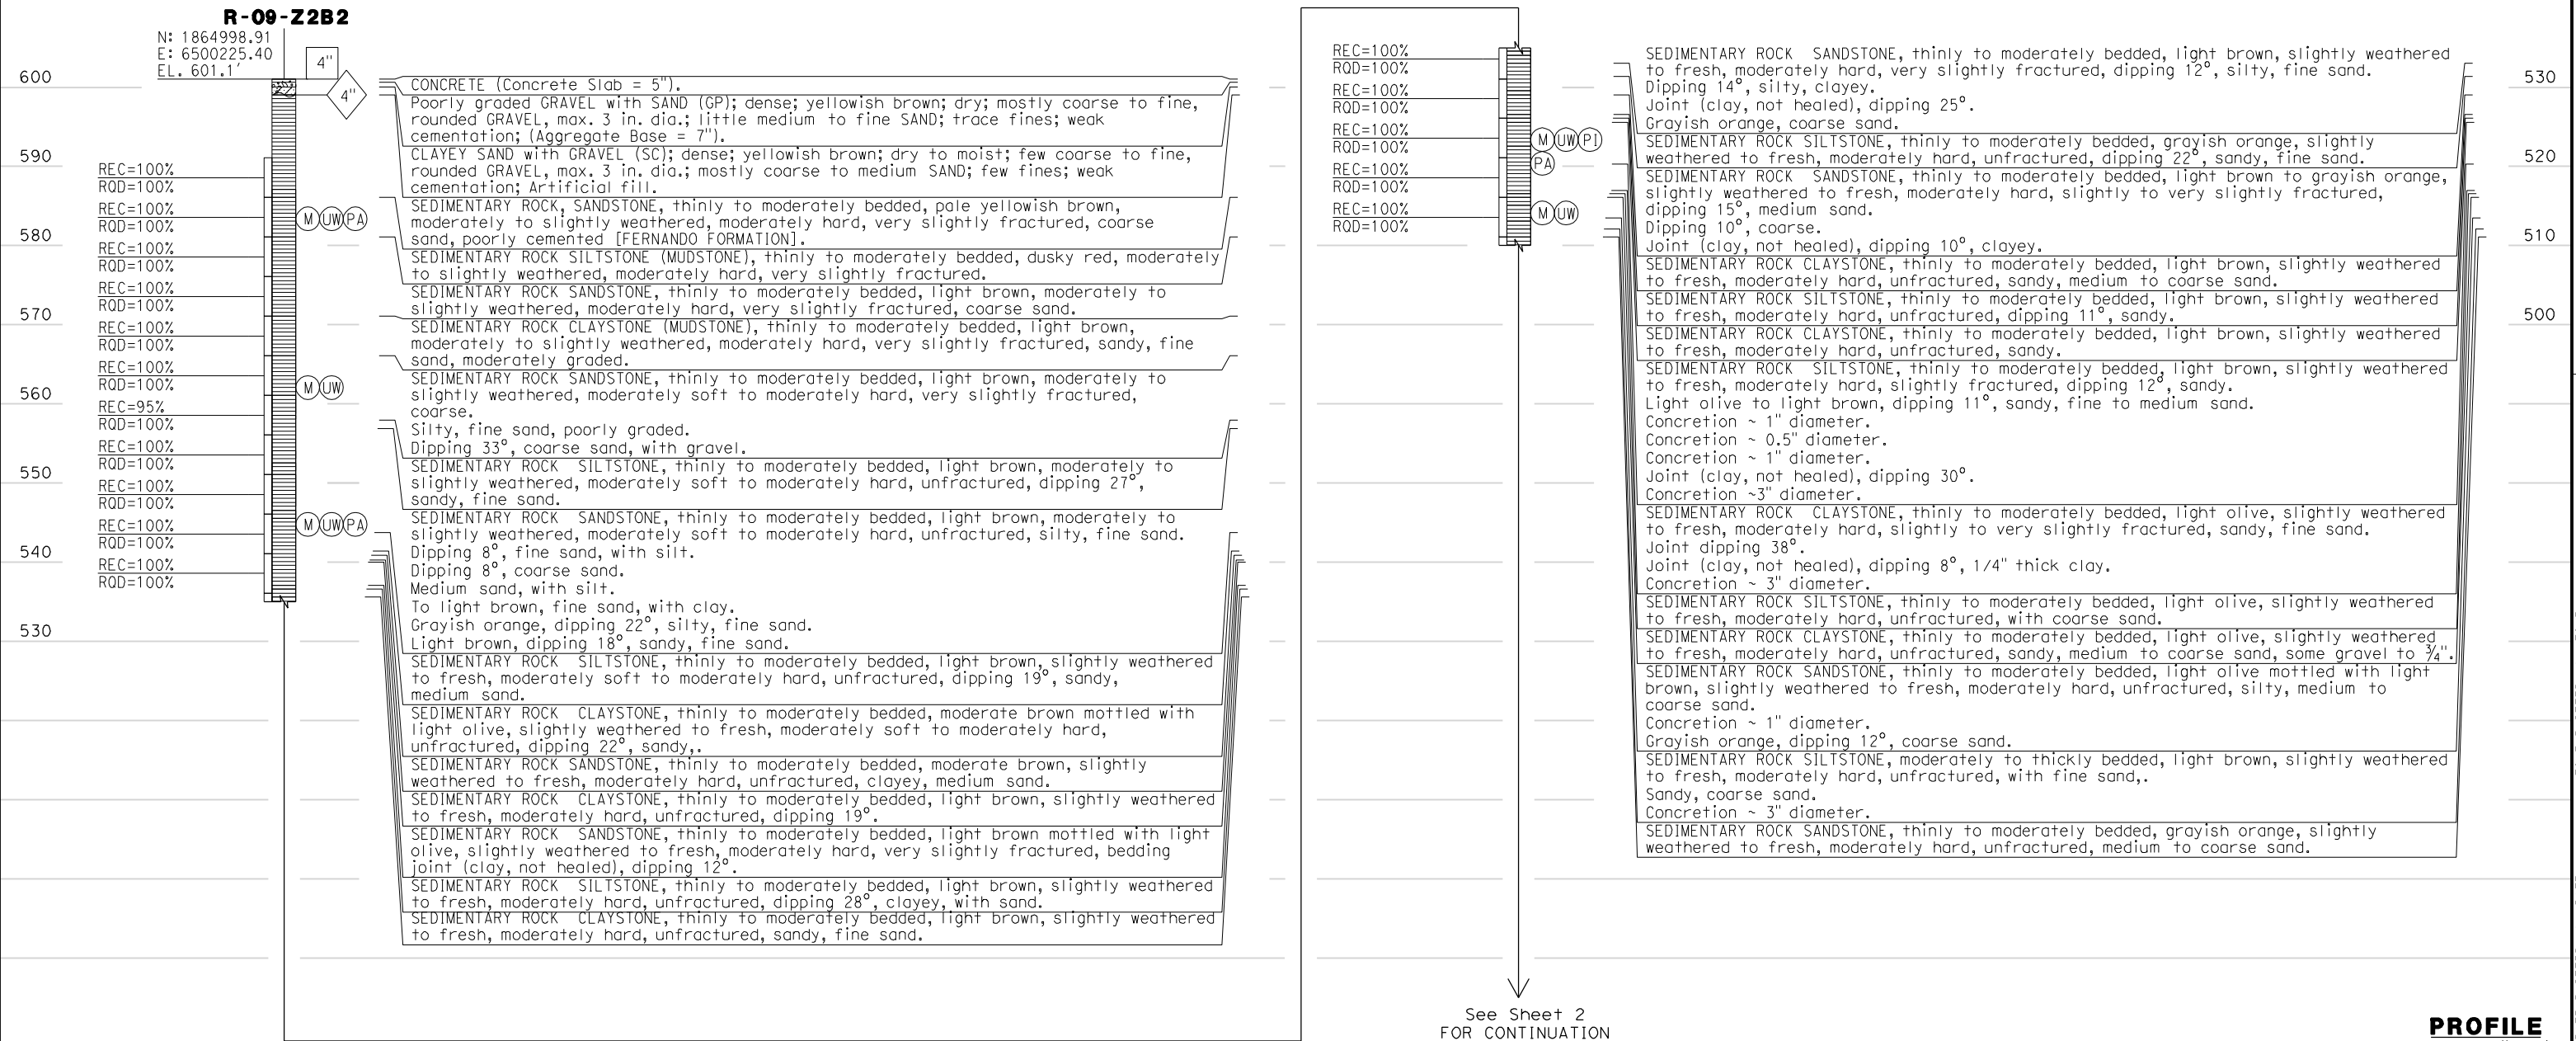 R-09-Z2B2
N: 1864998.91
E: 6500225.40
EL. 601.1'
4"
4"
600
590
580
570
560
550
540
530
REC=100%
RQD=100%
REC=100%
RQD=100%
REC=100%
RQD=100%
REC=100%
RQD=100%
REC=100%
RQD=100%
REC=100%
RQD=100%
REC=95%
RQD=100%
REC=100%
RQD=100%
REC=100%
RQD=100%
REC=100%
RQD=100%
REC=100%
RQD=100%
M UW PA
M UW
M UW PA
CONCRETE (Concrete Slab = 5").
Poorly graded GRAVEL with SAND (GP); dense; yellowish brown; dry; mostly coarse to fine,
rounded GRAVEL, max. 3 in. dia.; little medium to fine SAND; trace fines; weak
cementation; (Aggregate Base = 7").
CLAYEY SAND with GRAVEL (SC); dense; yellowish brown; dry to moist; few coarse to fine,
rounded GRAVEL, max. 3 in. dia.; mostly coarse to medium SAND; few fines; weak
cementation; Artificial fill.
SEDIMENTARY ROCK, SANDSTONE, thinly to moderately bedded, pale yellowish brown,
moderately to slightly weathered, moderately hard, very slightly fractured, coarse
sand, poorly cemented [FERNANDO FORMATION].
SEDIMENTARY ROCK SILTSTONE (MUDSTONE), thinly to moderately bedded, dusky red, moderately
to slightly weathered, moderately hard, very slightly fractured.
SEDIMENTARY ROCK SANDSTONE, thinly to moderately bedded, light brown, moderately to
slightly weathered, moderately hard, very slightly fractured, coarse sand.
SEDIMENTARY ROCK CLAYSTONE (MUDSTONE), thinly to moderately bedded, light brown,
moderately to slightly weathered, moderately hard, very slightly fractured, sandy, fine
sand, moderately graded.
SEDIMENTARY ROCK SANDSTONE, thinly to moderately bedded, light brown, moderately to
slightly weathered, moderately soft to moderately hard, very slightly fractured,
coarse.
Silty, fine sand, poorly graded.
Dipping 33°, coarse sand, with gravel.
SEDIMENTARY ROCK SILTSTONE, thinly to moderately bedded, light brown, moderately to
slightly weathered, moderately soft to moderately hard, unfractured, dipping 27°,
sandy, fine sand.
SEDIMENTARY ROCK SANDSTONE, thinly to moderately bedded, light brown, moderately to
slightly weathered, moderately soft to moderately hard, unfractured, silty, fine sand.
Dipping 8°, fine sand, with silt.
Dipping 8°, coarse sand.
Medium sand, with silt.
To light brown, fine sand, with clay.
Grayish orange, dipping 22°, silty, fine sand.
Light brown, dipping 18°, sandy, fine sand.
SEDIMENTARY ROCK SILTSTONE, thinly to moderately bedded, light brown, slightly weathered
to fresh, moderately soft to moderately hard, unfractured, dipping 19°, sandy,
medium sand.
SEDIMENTARY ROCK CLAYSTONE, thinly to moderately bedded, moderate brown mottled with
light olive, slightly weathered to fresh, moderately soft to moderately hard,
unfractured, dipping 22°, sandy,.
SEDIMENTARY ROCK SANDSTONE, thinly to moderately bedded, moderate brown, slightly
weathered to fresh, moderately hard, unfractured, clayey, medium sand.
SEDIMENTARY ROCK CLAYSTONE, thinly to moderately bedded, light brown, slightly weathered
to fresh, moderately hard, unfractured, dipping 19°.
SEDIMENTARY ROCK SANDSTONE, thinly to moderately bedded, light brown mottled with light
olive, slightly weathered to fresh, moderately hard, very slightly fractured, bedding
joint (clay, not healed), dipping 12°.
SEDIMENTARY ROCK SILTSTONE, thinly to moderately bedded, light brown, slightly weathered
to fresh, moderately hard, unfractured, dipping 28°, clayey, with sand.
SEDIMENTARY ROCK CLAYSTONE, thinly to moderately bedded, light brown, slightly weathered
to fresh, moderately hard, unfractured, sandy, fine sand.
REC=100%
RQD=100%
REC=100%
RQD=100%
REC=100%
RQD=100%
REC=100%
RQD=100%
REC=100%
RQD=100%
M UW PI
PA
M UW
SEDIMENTARY ROCK SANDSTONE, thinly to moderately bedded, light brown, slightly weathered
to fresh, moderately hard, very slightly fractured, dipping 12°, silty, fine sand.
Dipping 14°, silty, clayey.
Joint (clay, not healed), dipping 25°.
Grayish orange, coarse sand.
SEDIMENTARY ROCK SILTSTONE, thinly to moderately bedded, grayish orange, slightly
weathered to fresh, moderately hard, unfractured, dipping 22°, sandy, fine sand.
SEDIMENTARY ROCK SANDSTONE, thinly to moderately bedded, light brown to grayish orange,
slightly weathered to fresh, moderately hard, slightly to very slightly fractured,
dipping 15°, medium sand.
Dipping 10°, coarse.
Joint (clay, not healed), dipping 10°, clayey.
SEDIMENTARY ROCK CLAYSTONE, thinly to moderately bedded, light brown, slightly weathered
to fresh, moderately hard, unfractured, sandy, medium to coarse sand.
SEDIMENTARY ROCK SILTSTONE, thinly to moderately bedded, light brown, slightly weathered
to fresh, moderately hard, unfractured, dipping 11°, sandy.
SEDIMENTARY ROCK CLAYSTONE, thinly to moderately bedded, light brown, slightly weathered
to fresh, moderately hard, unfractured, sandy.
SEDIMENTARY ROCK SILTSTONE, thinly to moderately bedded, light brown, slightly weathered
to fresh, moderately hard, slightly fractured, dipping 12°, sandy.
Light olive to light brown, dipping 11°, sandy, fine to medium sand.
Concretion ~ 1" diameter.
Concretion ~ 0.5" diameter.
Concretion ~ 1" diameter.
Joint (clay, not healed), dipping 30°.
Concretion ~3" diameter.
SEDIMENTARY ROCK CLAYSTONE, thinly to moderately bedded, light olive, slightly weathered
to fresh, moderately hard, slightly to very slightly fractured, sandy, fine sand.
Joint dipping 38°.
Joint (clay, not healed), dipping 8°, 1/4" thick clay.
Concretion ~ 3" diameter.
SEDIMENTARY ROCK SILTSTONE, thinly to moderately bedded, light olive, slightly weathered
to fresh, moderately hard, unfractured, with coarse sand.
SEDIMENTARY ROCK CLAYSTONE, thinly to moderately bedded, light olive, slightly weathered
to fresh, moderately hard, unfractured, sandy, medium to coarse sand, some gravel to ¾".
SEDIMENTARY ROCK SANDSTONE, thinly to moderately bedded, light olive mottled with light
brown, slightly weathered to fresh, moderately hard, unfractured, silty, medium to
coarse sand.
Concretion ~ 1" diameter.
Grayish orange, dipping 12°, coarse sand.
SEDIMENTARY ROCK SILTSTONE, moderately to thickly bedded, light brown, slightly weathered
to fresh, moderately hard, unfractured, with fine sand,.
Sandy, coarse sand.
Concretion ~ 3" diameter.
SEDIMENTARY ROCK SANDSTONE, thinly to moderately bedded, grayish orange, slightly
weathered to fresh, moderately hard, unfractured, medium to coarse sand.
530
520
510
500
See Sheet 2
FOR CONTINUATION
PROFILE